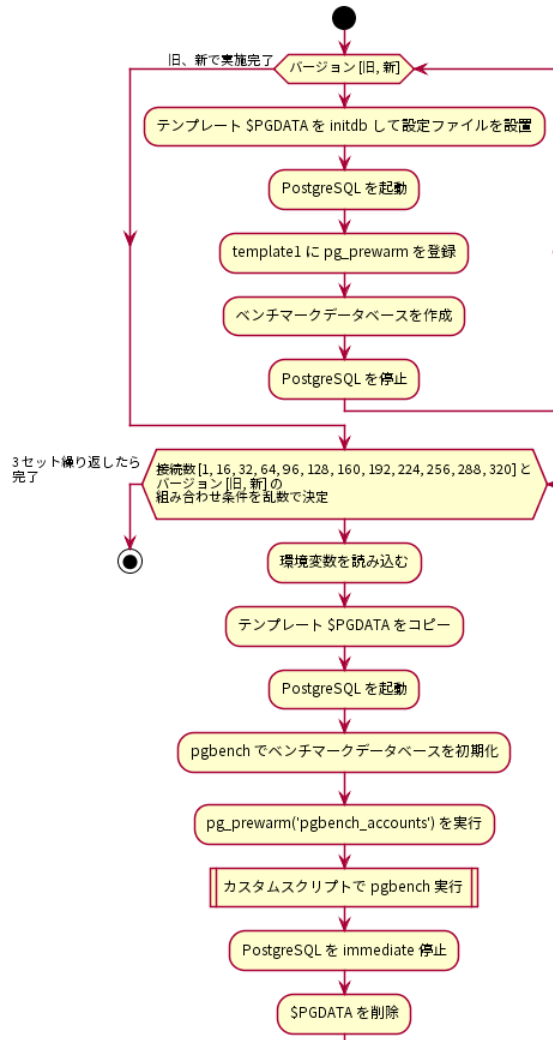 旧、新で実施完了
バージョン [旧, 新]
テンプレート $PGDATA を initdb して設定ファイルを設置
PostgreSQL を起動
template1 に pg_prewarm を登録
ベンチマークデータベースを作成
PostgreSQL を停止
3 セット繰り返したら
完了
接続数 [1, 16, 32, 64, 96, 128, 160, 192, 224, 256, 288, 320] と
バージョン [旧, 新] の
組み合わせ条件を乱数で決定
環境変数を読み込む
テンプレート $PGDATA をコピー
PostgreSQL を起動
pgbench でベンチマークデータベースを初期化
pg_prewarm('pgbench_accounts') を実行
カスタムスクリプトで pgbench 実行
PostgreSQL を immediate 停止
$PGDATA を削除